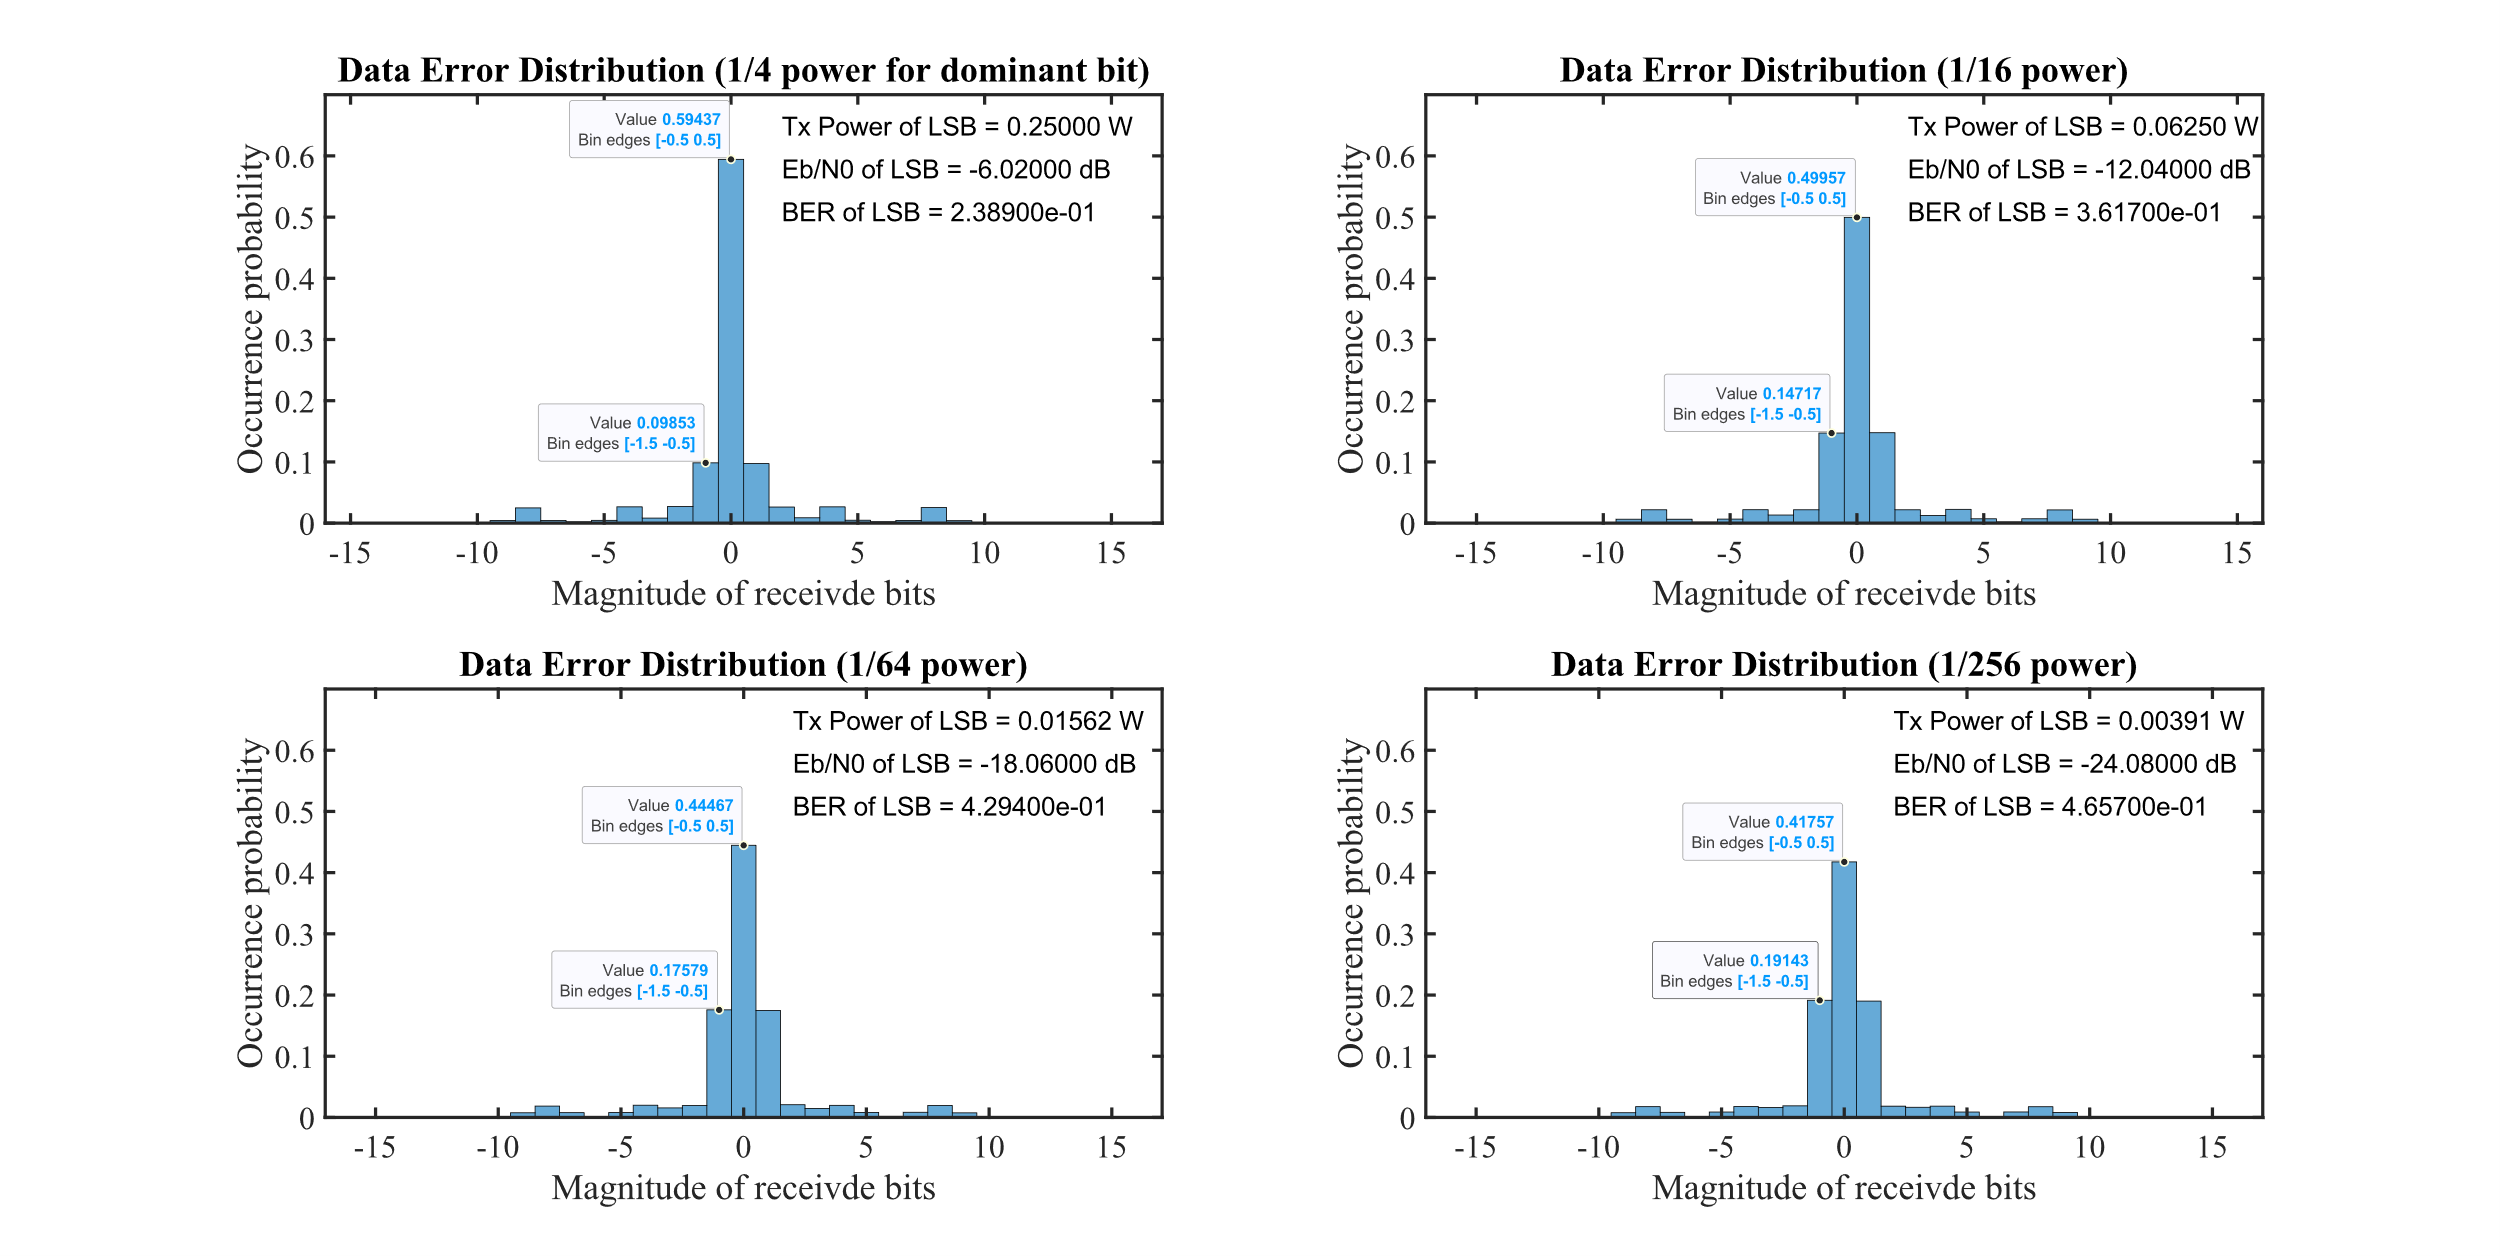 Data Error Distribution (1/4 power for dominant bit)
Value 0.59437
Bin edges [-0.5 0.5]
Tx Power of LSB = 0.25000 W
Eb/N0 of LSB = -6.02000 dB
BER of LSB = 2.38900e-01
Value 0.09853
Bin edges [-1.5 -0.5]
Occurrence probability
0.6
0.5
0.4
0.3
0.2
0.1
0
-15 -10 -5 0 5 10 15
Magnitude of receivde bits
Data Error Distribution (1/16 power)
Tx Power of LSB = 0.06250 W
Eb/N0 of LSB = -12.04000 dB
BER of LSB = 3.61700e-01
Value 0.49957
Bin edges [-0.5 0.5]
Value 0.14717
Bin edges [-1.5 -0.5]
Occurrence probability
0.6
0.5
0.4
0.3
0.2
0.1
0
-15 -10 -5 0 5 10 15
Magnitude of receivde bits
Data Error Distribution (1/64 power)
Tx Power of LSB = 0.01562 W
Eb/N0 of LSB = -18.06000 dB
BER of LSB = 4.29400e-01
Value 0.44467
Bin edges [-0.5 0.5]
Value 0.17579
Bin edges [-1.5 -0.5]
Occurrence probability
0.6
0.5
0.4
0.3
0.2
0.1
0
-15 -10 -5 0 5 10 15
Magnitude of receivde bits
Data Error Distribution (1/256 power)
Tx Power of LSB = 0.00391 W
Eb/N0 of LSB = -24.08000 dB
BER of LSB = 4.65700e-01
Value 0.41757
Bin edges [-0.5 0.5]
Value 0.19143
Bin edges [-1.5 -0.5]
Occurrence probability
0.6
0.5
0.4
0.3
0.2
0.1
0
-15 -10 -5 0 5 10 15
Magnitude of receivde bits